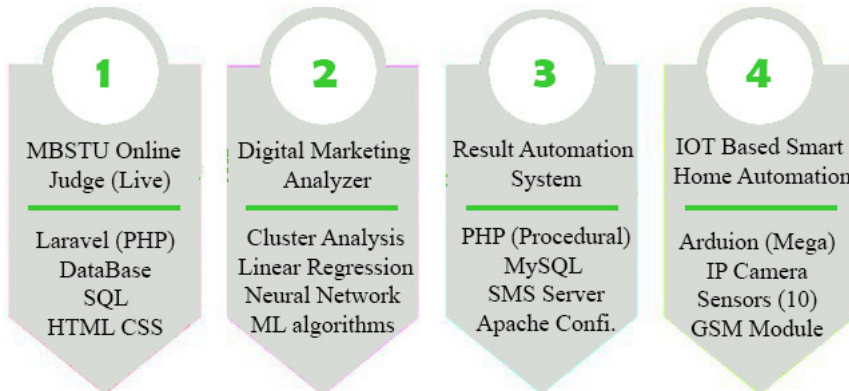 1
MBSTU Online
Judge (Live)
Laravel (PHP)
DataBase
SQL
HTML CSS
2
Digital Marketing
Analyzer
Cluster Analysis
Linear Regression
Neural Network
ML algorithms
3
Result Automation
System
PHP (Procedural)
MySQL
SMS Server
Apache Confi.
4
IOT Based Smart
Home Automation
Arduion (Mega)
IP Camera
Sensors (10)
GSM Module